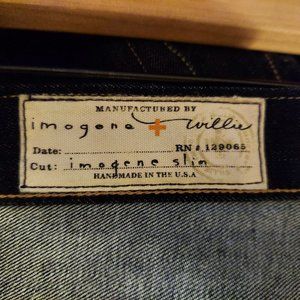 MANUFACTURED BY
imogene + willie
Date: RN # 129065
Cut: imogene slim
HANDMADE IN THE U.S.A